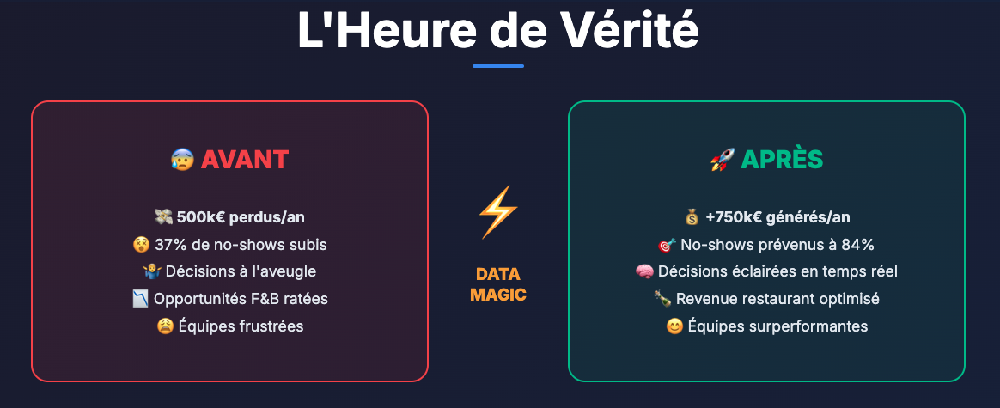 L'Heure de Vérité
😰 AVANT
💸 500k€ perdus/an
😵 37% de no-shows subis
🤷‍♂️ Décisions à l'aveugle
📉 Opportunités F&B ratées
😩 Équipes frustrées
⚡
DATA
MAGIC
🚀 APRÈS
💰 +750k€ générés/an
🎯 No-shows prévenus à 84%
🧠 Décisions éclairées en temps réel
🍾 Revenue restaurant optimisé
😊 Équipes surperformantes